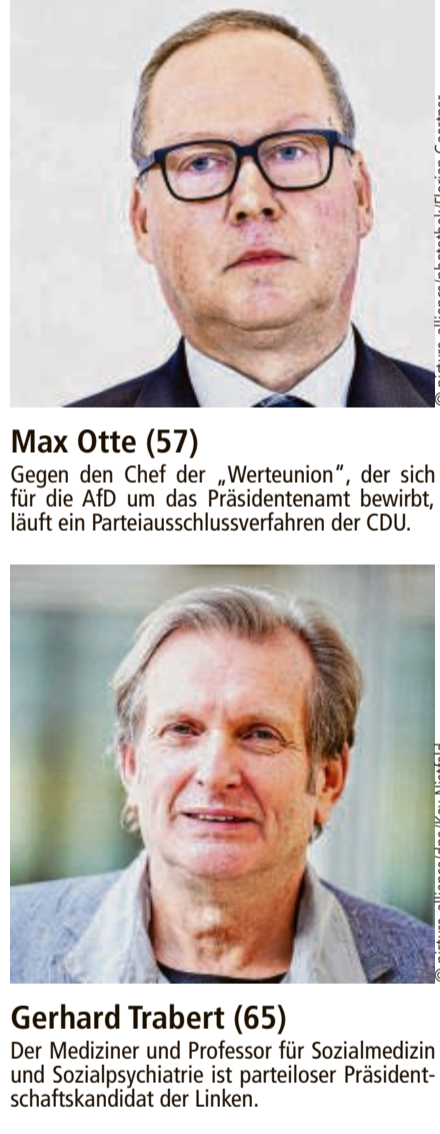 Max Otte (57)
Gegen den Chef der „Werteunion“, der sich
für die AfD um das Präsidentenamt bewirbt,
läuft ein Parteiausschlussverfahren der CDU.
Gerhard Trabert (65)
Der Mediziner und Professor für Sozialmedizin
und Sozialpsychiatrie ist parteiloser Präsident-
schaftskandidat der Linken.